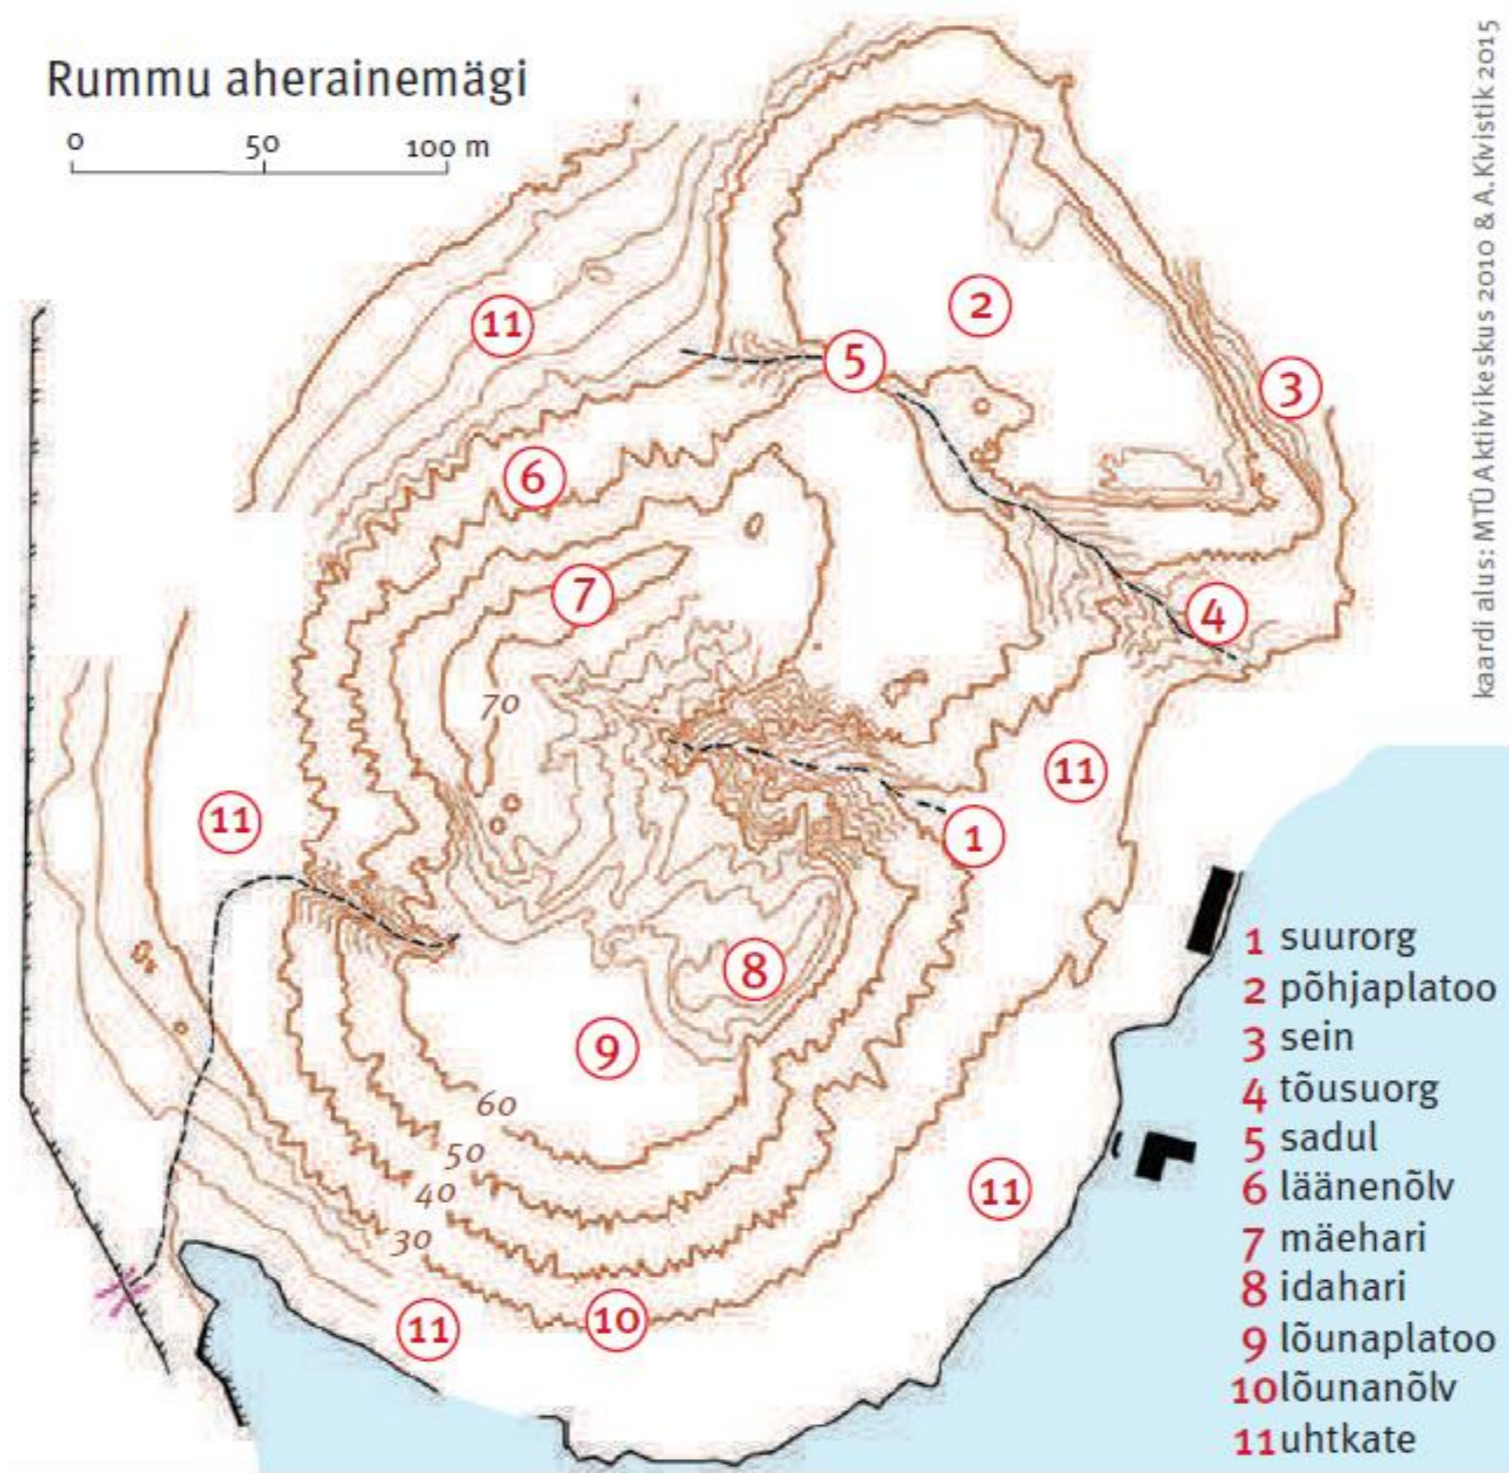 Rummu aherainemägi
0 50 100 m
kaardi alus: MTÜ Aktiivikeskus 2010 & A. Kivistik 2015
2
11
5
3
6
7
4
70
11
11
1
8
9
60
50
40
11
30
11
10
1 suurorg
2 põhjaplatoo
3 sein
4 tõusuorg
5 sadul
6 läänenõlv
7 mäehari
8 idahari
9 lõunaplatoo
10 lõunanõlv
11 uhtkate